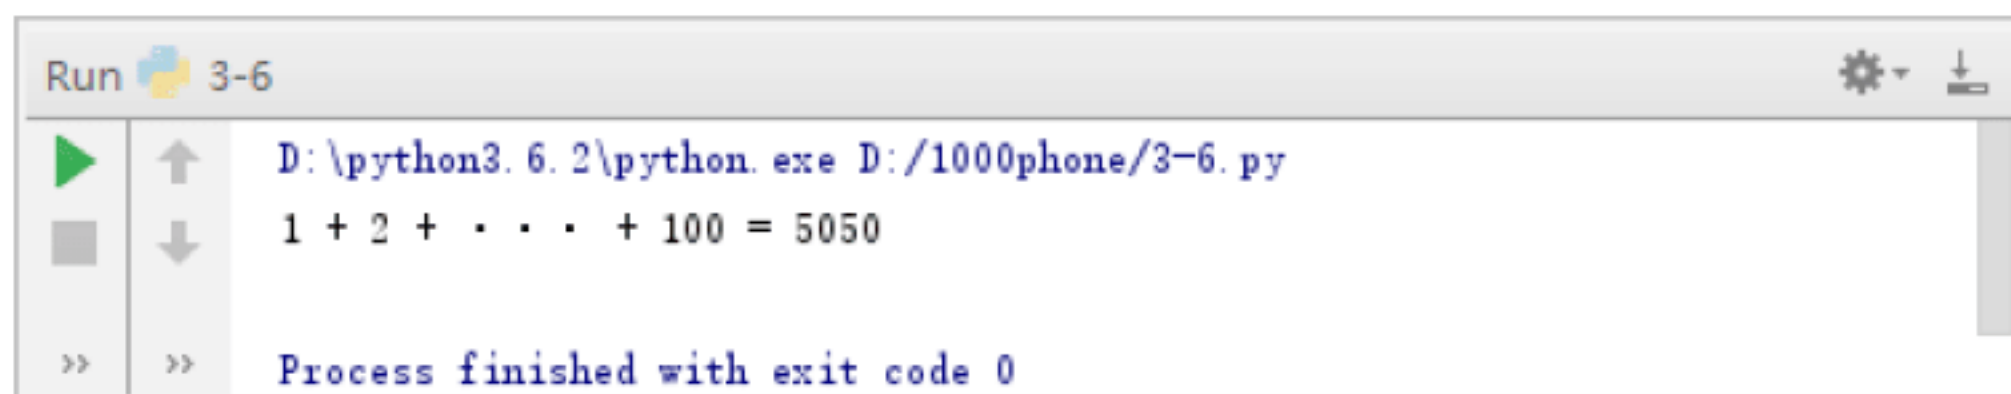 Run 3-6
D:\python3.6.2\python.exe D:/1000phone/3-6.py
1 + 2 + · · · + 100 = 5050
Process finished with exit code 0